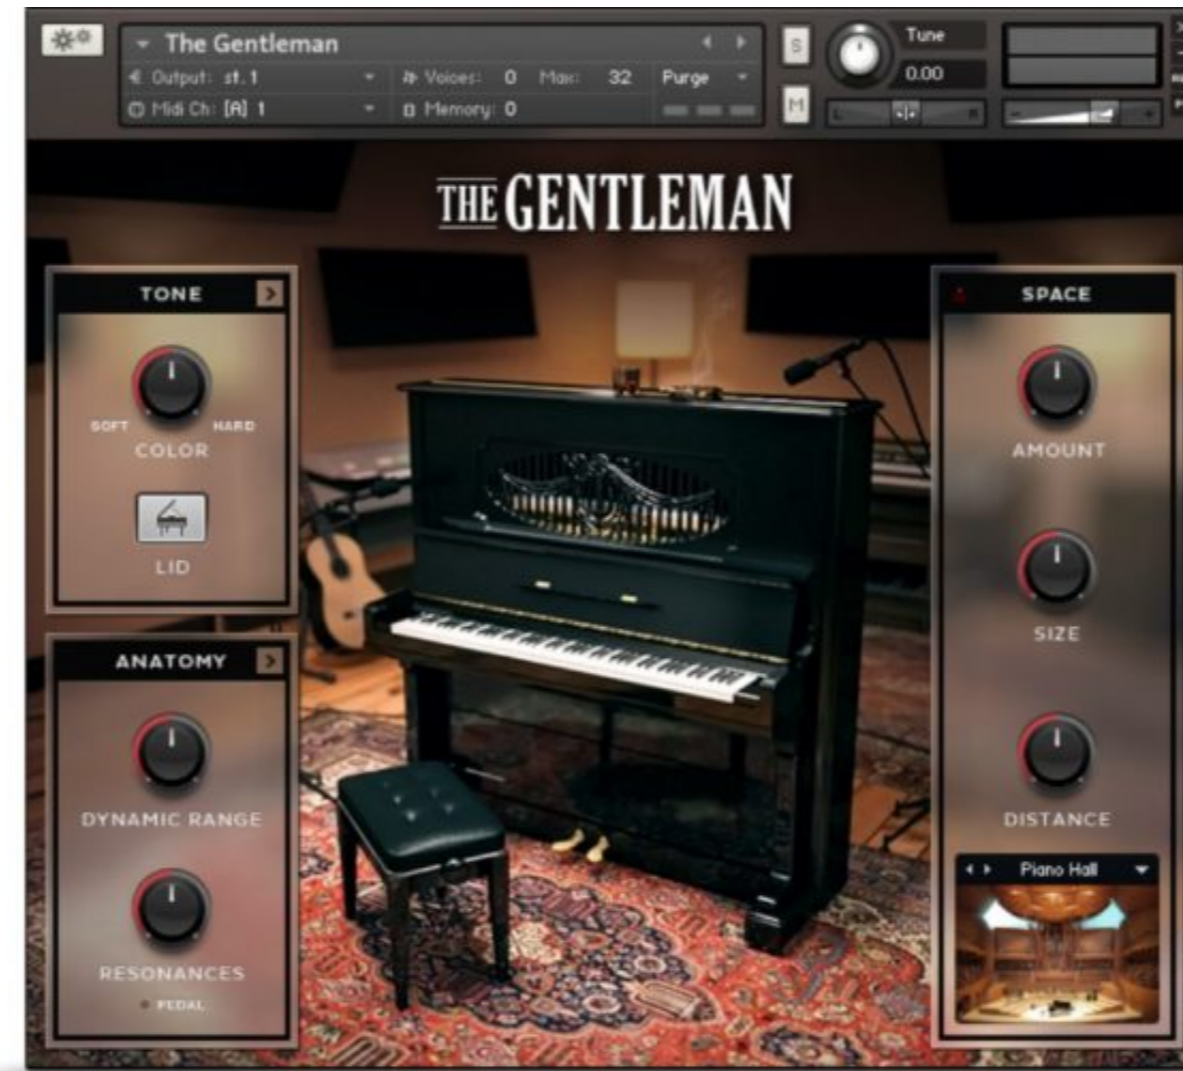 The Gentleman
Output: st. 1
Voices: 0 Max: 32 Purge
Midi Ch: [A] 1
Memory: 0
S
M
Tune
0.00
L R
THE GENTLEMAN
TONE
SOFT HARD
COLOR
LID
ANATOMY
DYNAMIC RANGE
RESONANCES
PEDAL
SPACE
AMOUNT
SIZE
DISTANCE
Piano Hall